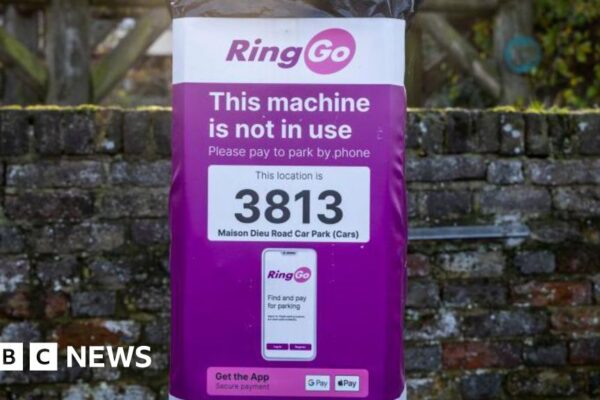 RingGo
This machine
is not in use
Please pay to park by phone
This location is
3813
Maison Dieu Road Car Park (Cars)
RingGo
Find and pay
for parking
Get the App
Secure payment
G Pay
Pay
BBC NEWS